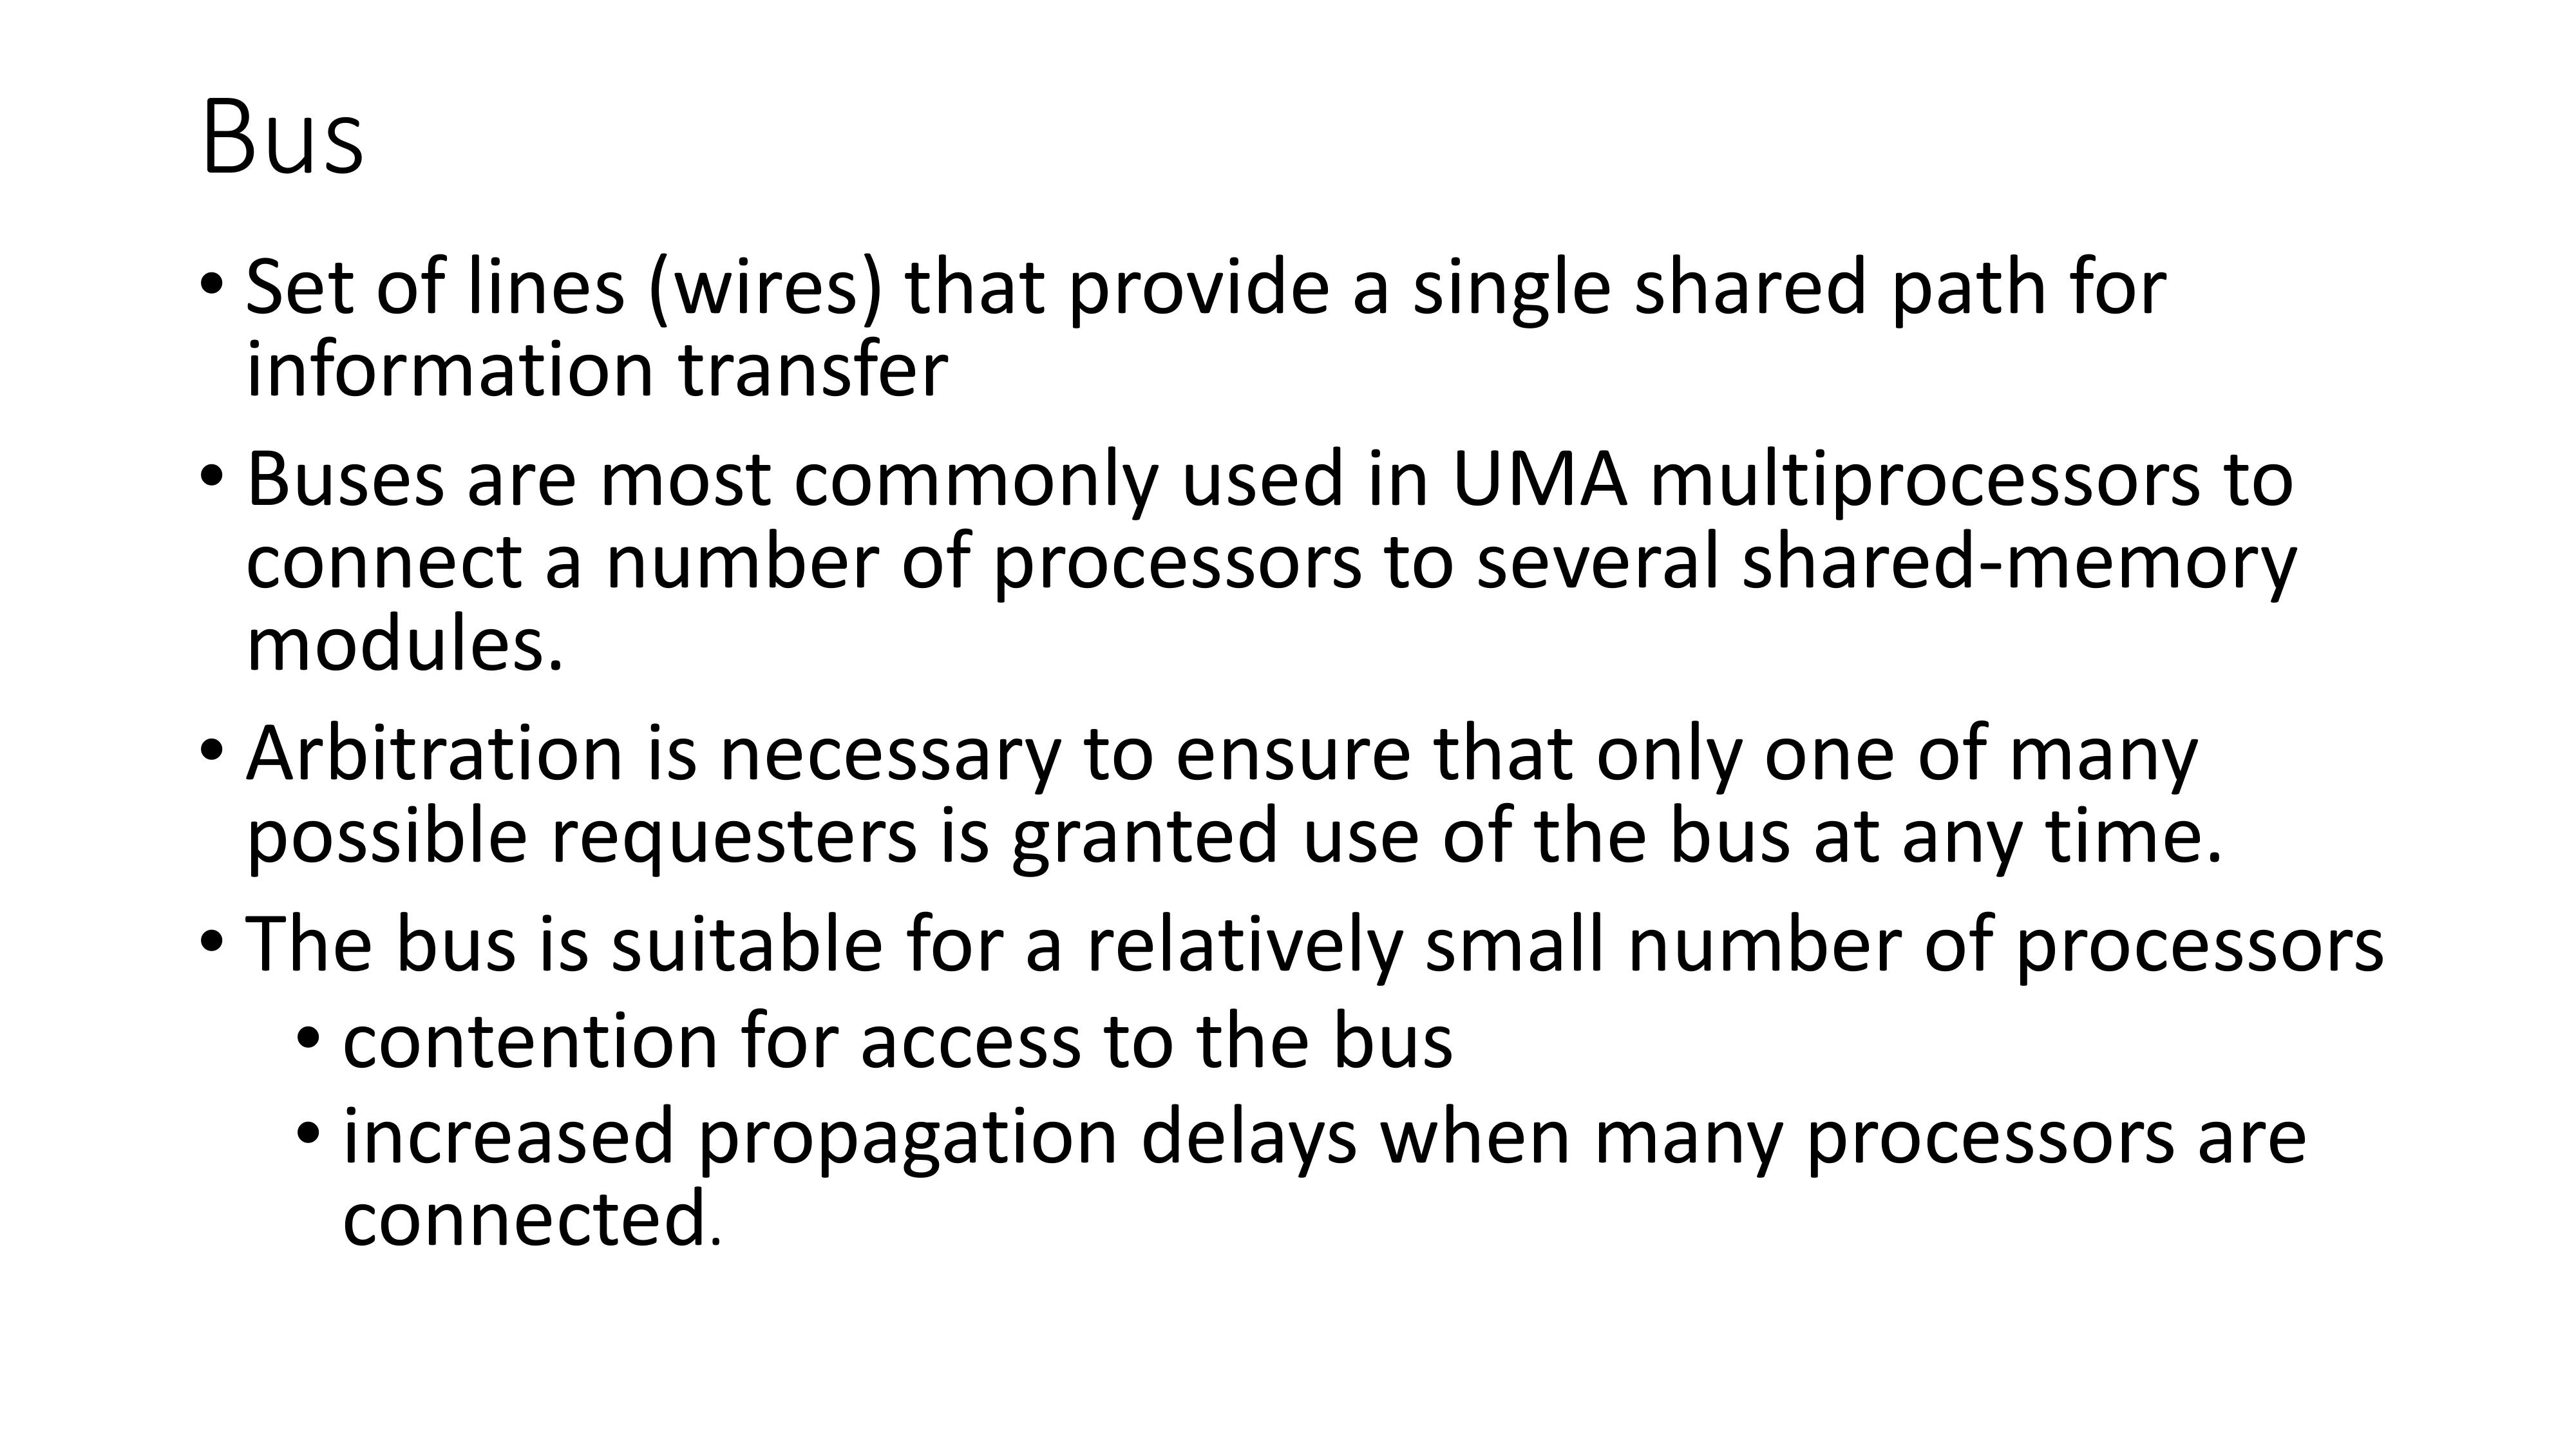 Bus
• Set of lines (wires) that provide a single shared path for
information transfer
• Buses are most commonly used in UMA multiprocessors to
connect a number of processors to several shared-memory
modules.
• Arbitration is necessary to ensure that only one of many
possible requesters is granted use of the bus at any time.
• The bus is suitable for a relatively small number of processors
• contention for access to the bus
• increased propagation delays when many processors are
connected.